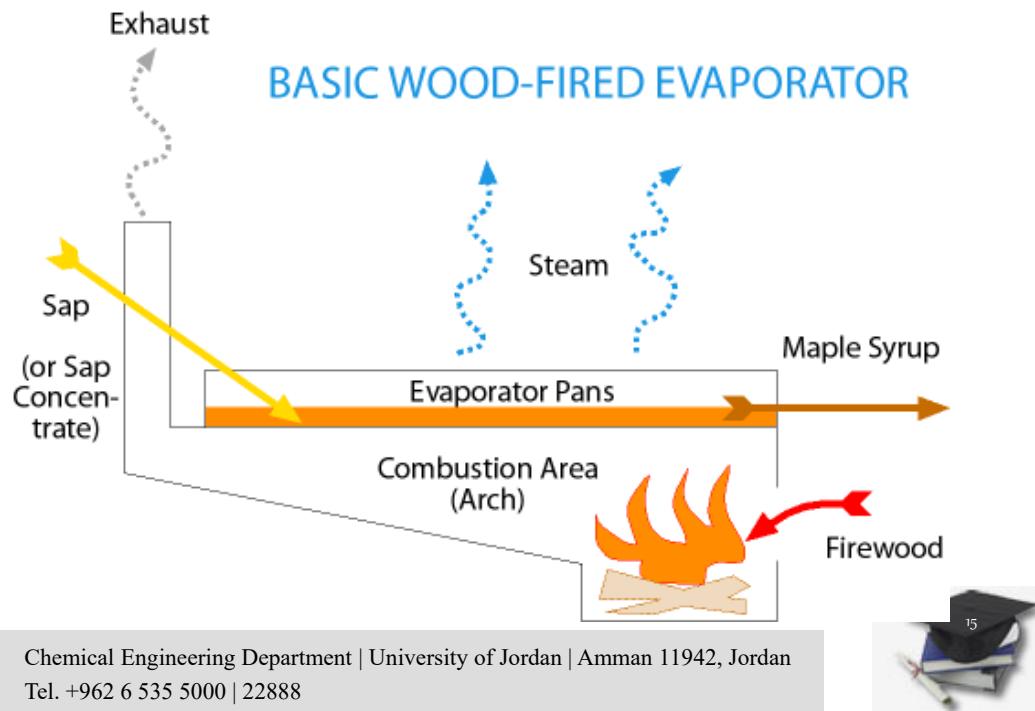 Exhaust
BASIC WOOD-FIRED EVAPORATOR
Steam
Sap
(or Sap
Concen-
trate)
Maple Syrup
Evaporator Pans
Combustion Area
(Arch)
Firewood
15
Chemical Engineering Department | University of Jordan | Amman 11942, Jordan
Tel. +962 6 535 5000 | 22888